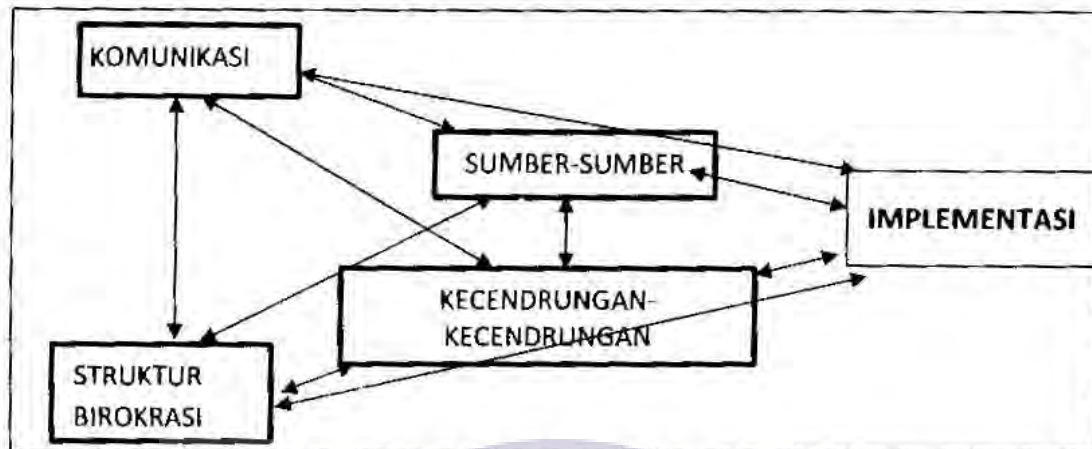 KOMUNIKASI
SUMBER-SUMBER
IMPLEMENTASI
KECENDRUNGAN-
KECENDRUNGAN
STRUKTUR
BIROKRASI